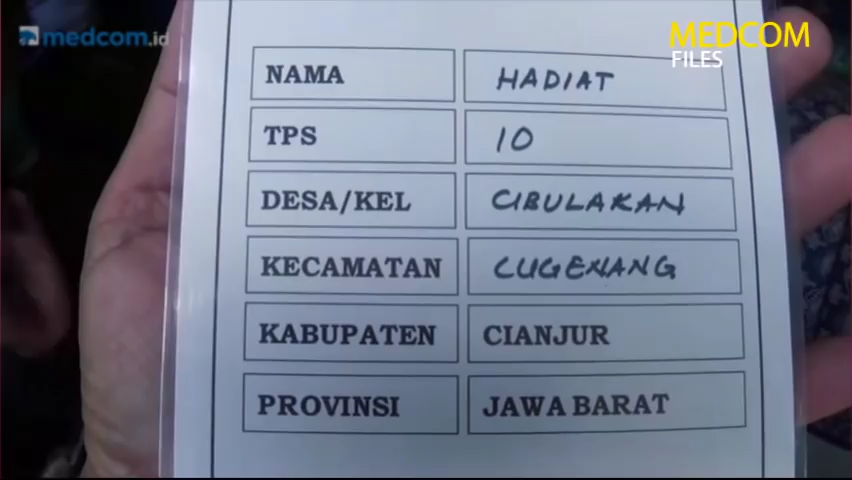 medcom.id
MEDCOM
FILES
NAMA HADIAT
TPS 10
DESA/KEL CIBULAKAN
KECAMATAN CUGENANG
KABUPATEN CIANJUR
PROVINSI JAWA BARAT